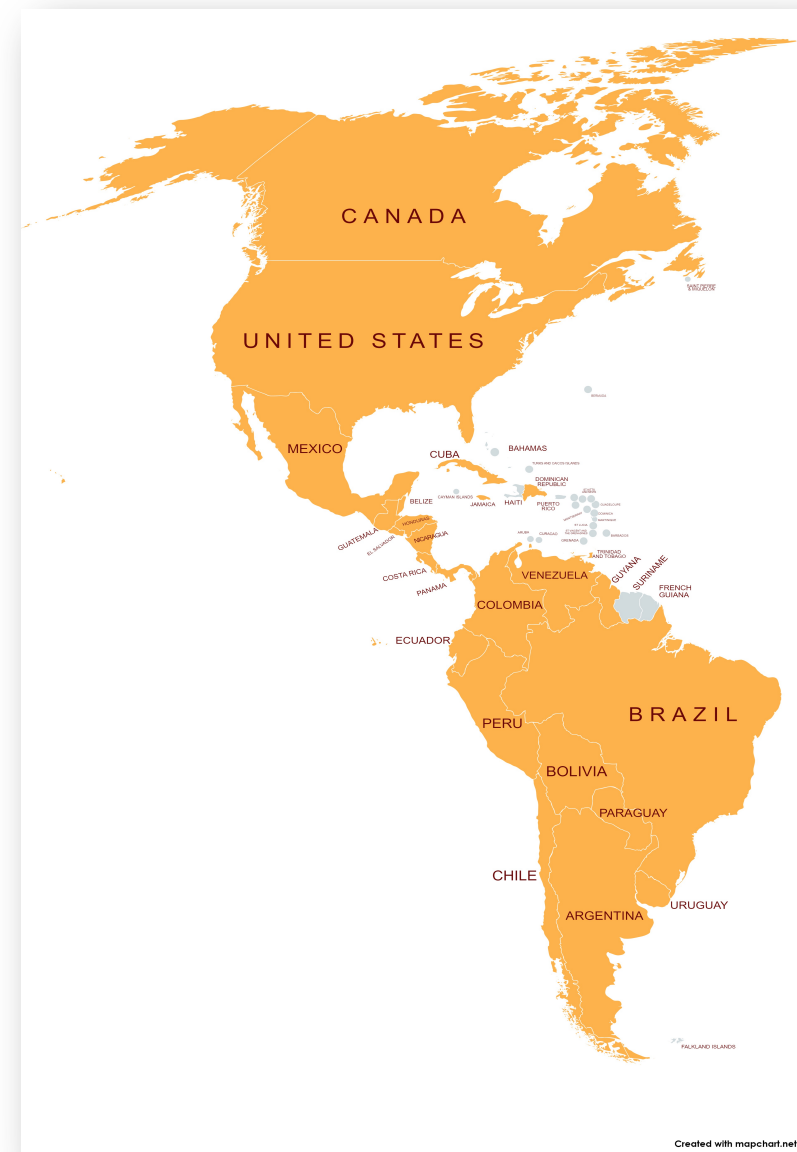 CANADA
SAINT PIERRE
& MIQUELON
UNITED STATES
BERMUDA
MEXICO
CUBA
BAHAMAS
TURKS AND CAICOS ISLANDS
DOMINICAN
REPUBLIC
CAYMAN ISLANDS
BELIZE
JAMAICA
HAITI
PUERTO
RICO
GUADELOUPE
DOMINICA
MARTINIQUE
HONDURAS
GUATEMALA
EL SALVADOR
NICARAGUA
ST LUCIA
BARBADOS
GRENADA
CURACAO
TRINIDAD
AND TOBAGO
COSTA RICA
PANAMA
VENEZUELA
GUYANA
SURINAME
FRENCH
GUIANA
COLOMBIA
ECUADOR
BRAZIL
PERU
BOLIVIA
PARAGUAY
CHILE
URUGUAY
ARGENTINA
FALKLAND ISLANDS
Created with mapchart.net